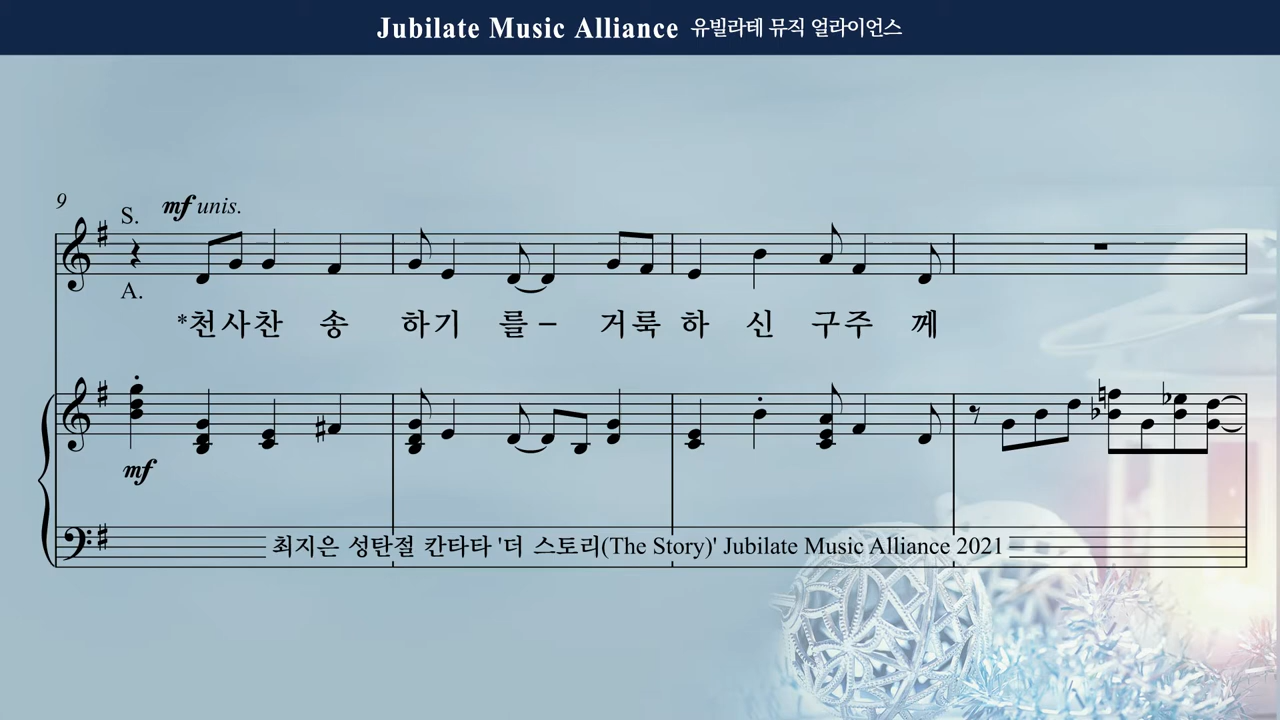 Jubilate Music Alliance 유빌라테 뮤직 얼라이언스
9
S.
mf unis.
A.
*천사찬 송 하기 를– 거룩 하 신 구주 께
mf
최지은 성탄절 칸타타 '더 스토리(The Story)' Jubilate Music Alliance 2021